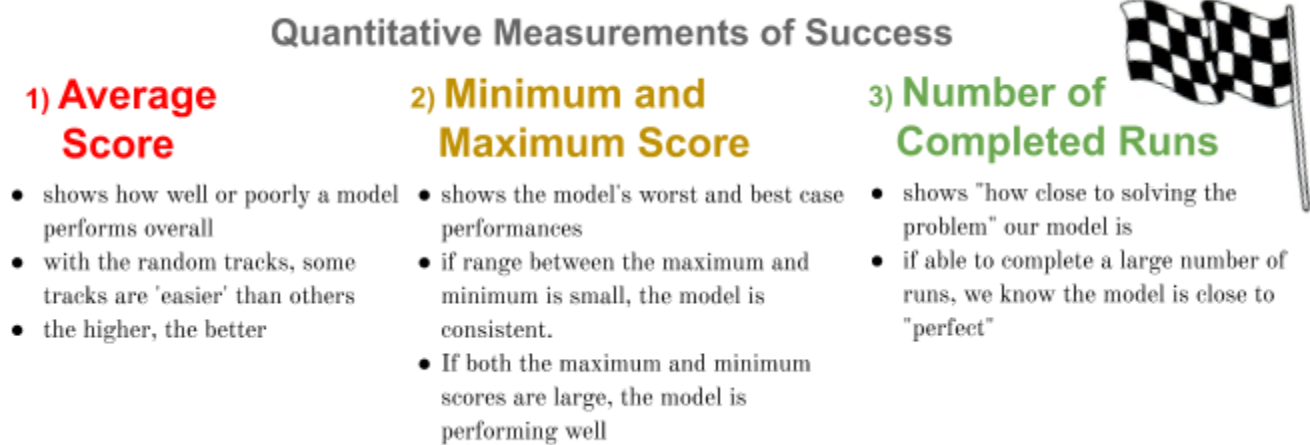 Quantitative Measurements of Success
1) Average
Score
● shows how well or poorly a model
performs overall
● with the random tracks, some
tracks are 'easier' than others
● the higher, the better
2) Minimum and
Maximum Score
● shows the model's worst and best case
performances
● if range between the maximum and
minimum is small, the model is
consistent.
● If both the maximum and minimum
scores are large, the model is
performing well
3) Number of
Completed Runs
● shows "how close to solving the
problem" our model is
● if able to complete a large number of
runs, we know the model is close to
"perfect"